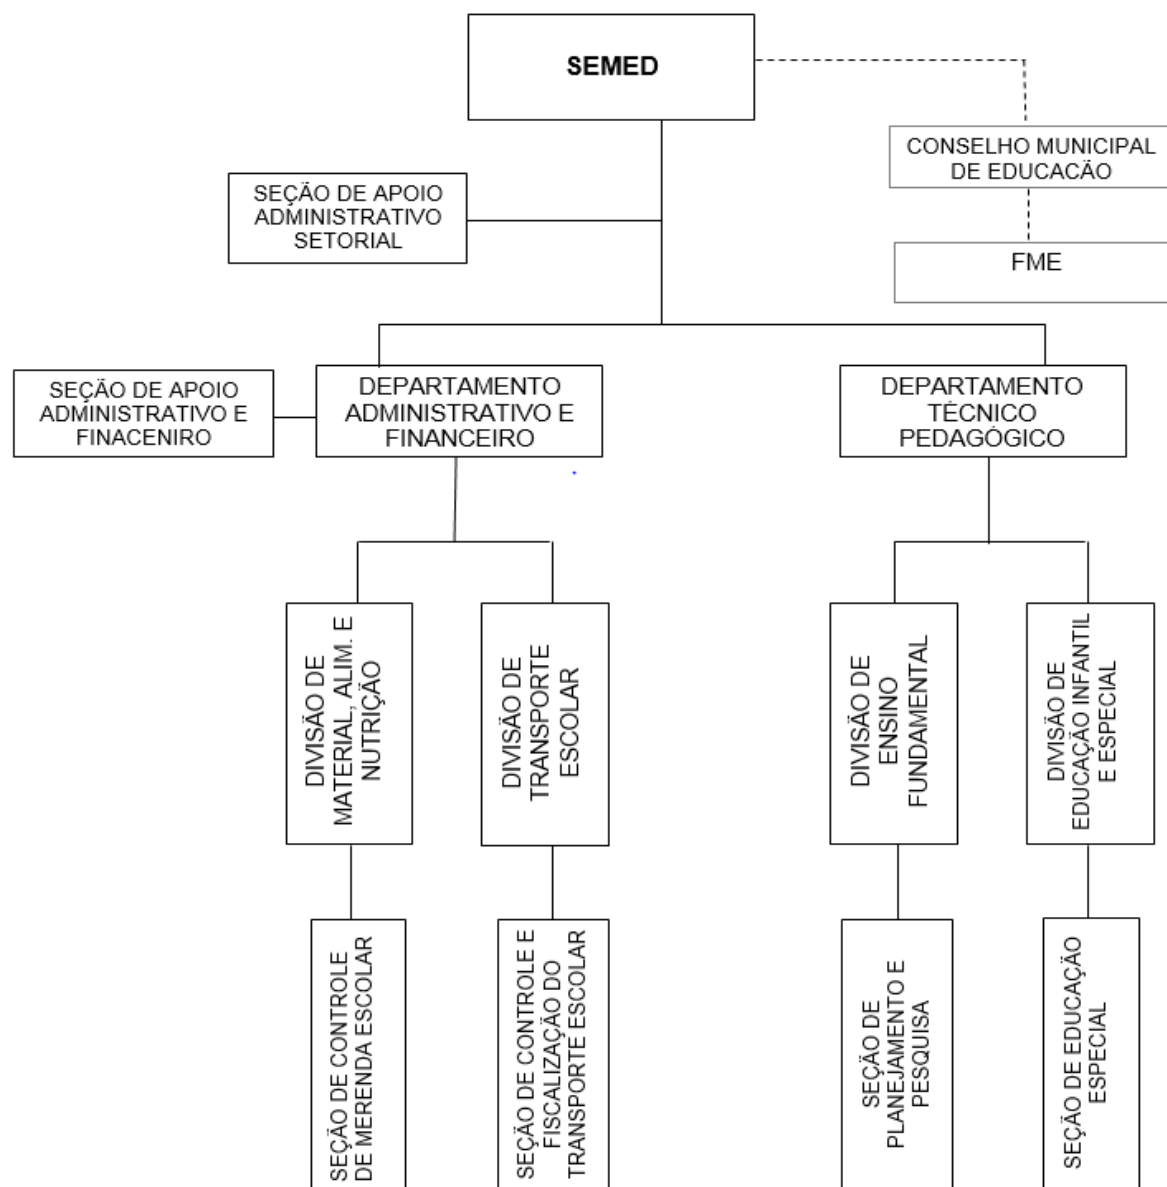 SEMED
CONSELHO MUNICIPAL
DE EDUCACÃO
SEÇÃO DE APOIO
ADMINISTRATIVO
SETORIAL
FME
SEÇÃO DE APOIO
ADMINISTRATIVO E
FINACENIRO
DEPARTAMENTO
ADMINISTRATIVO E
FINANCEIRO
DEPARTAMENTO
TÉCNICO
PEDAGÓGICO
DIVISÃO DE
MATERIAL, ALIM. E
NUTRIÇÃO
DIVISÃO DE
TRANSPORTE
ESCOLAR
DIVISÃO DE
ENSINO
FUNDAMENTAL
DIVISÃO DE
EDUCAÇÃO INFANTIL
E ESPECIAL
SEÇÃO DE CONTROLE
DE MERENDA ESCOLAR
SEÇÃO DE CONTROLE E
FISCALIZAÇÃO DO
TRANSPORTE ESCOLAR
SEÇÃO DE
PLANEJAMENTO E
PESQUISA
SEÇÃO DE EDUCAÇÃO
ESPECIAL